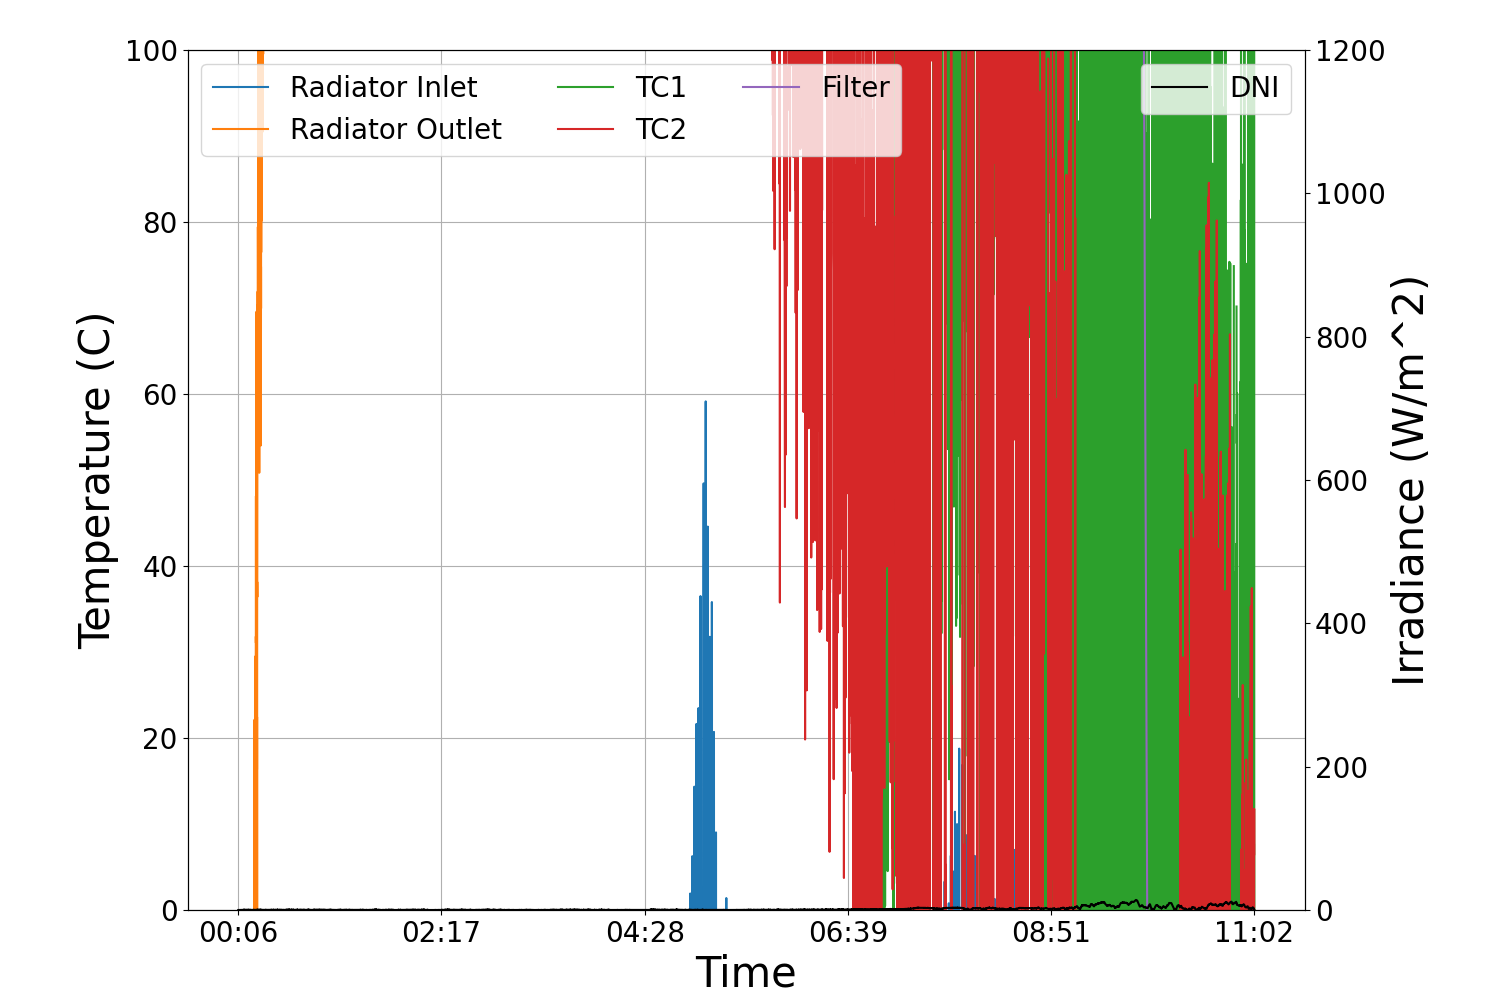 100
80
60
40
20
0
Temperature (C)
Radiator Inlet
Radiator Outlet
TC1
TC2
Filter
DNI
1200
1000
800
600
400
200
0
Irradiance (W/m^2)
00:06 02:17 04:28 06:39 08:51 11:02
Time